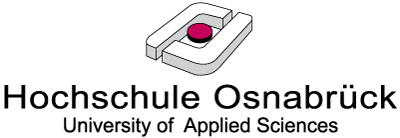 Hochschule Osnabrück
University of Applied Sciences